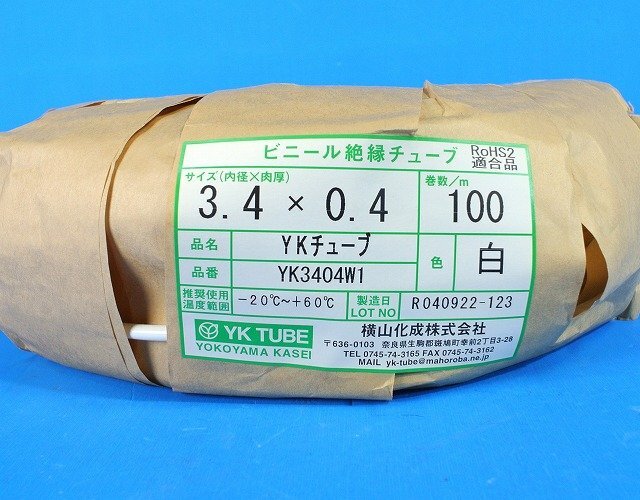 ビニール絶縁チューブ RoHS2 適合品
サイズ(内径×肉厚) 巻数/m
3.4 × 0.4 100
品名 YKチューブ 色 白
品番 YK3404W1
推奨使用温度範囲 -20℃~+60℃ 製造日 LOT NO R040922-123
YK TUBE
YOKOYAMA KASEI
横山化成株式会社
〒636-0103 奈良県生駒郡斑鳩町幸前2丁目3-28
TEL 0745-74-3165 FAX 0745-74-3162
MAIL yk-tube@mahoroba.ne.jp